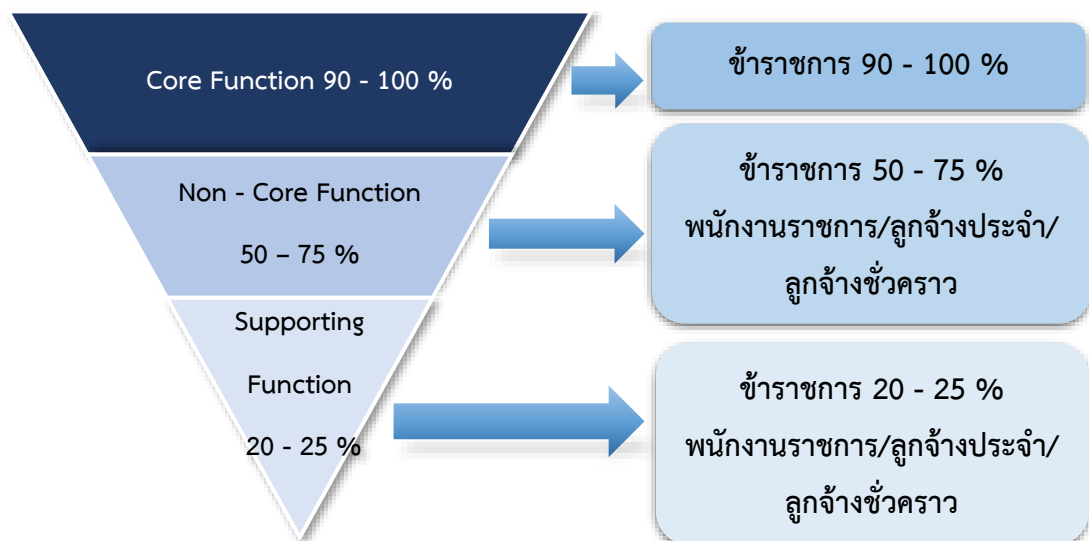 Core Function 90 - 100 %
ข้าราชการ 90 - 100 %
Non - Core Function
50 – 75 %
ข้าราชการ 50 - 75 %
พนักงานราชการ/ลูกจ้างประจำ/
ลูกจ้างชั่วคราว
Supporting
Function
20 - 25 %
ข้าราชการ 20 - 25 %
พนักงานราชการ/ลูกจ้างประจำ/
ลูกจ้างชั่วคราว